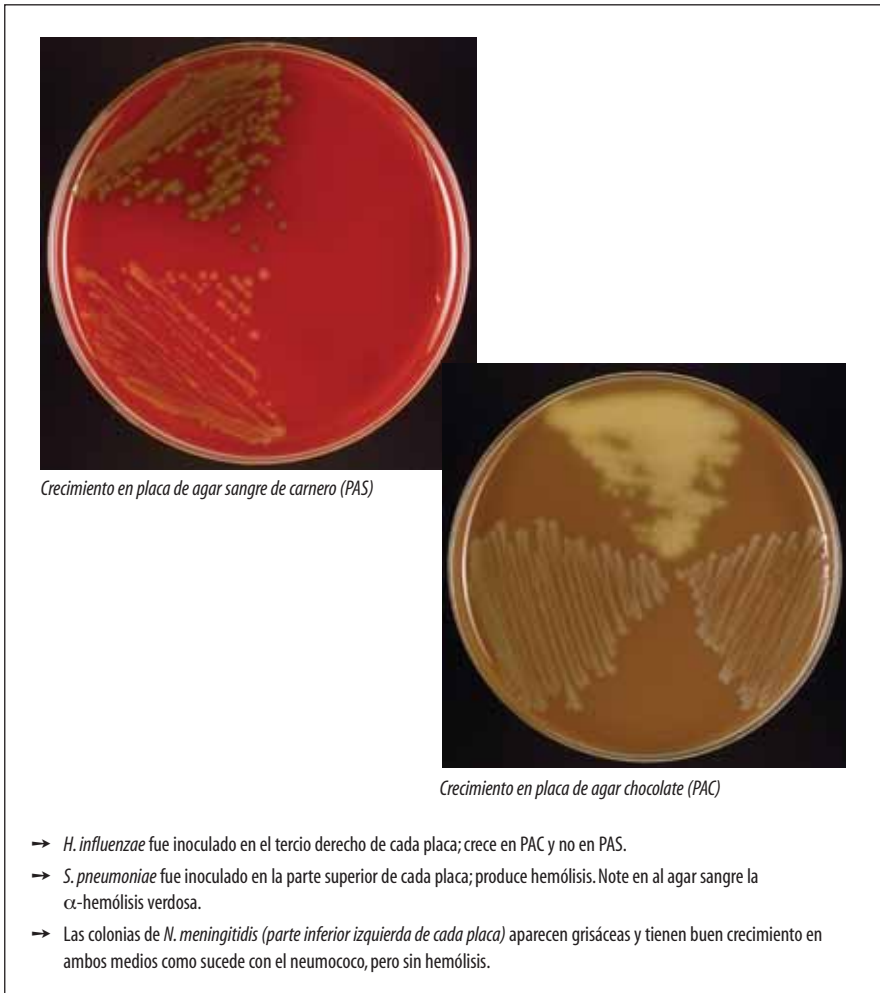 Crecimiento en placa de agar sangre de carnero (PAS)
Crecimiento en placa de agar chocolate (PAC)
→ H. influenzae fue inoculado en el tercio derecho de cada placa; crece en PAC y no en PAS.
→ S. pneumoniae fue inoculado en la parte superior de cada placa; produce hemólisis. Note en al agar sangre la
α-hemólisis verdosa.
→ Las colonias de N. meningitidis (parte inferior izquierda de cada placa) aparecen grisáceas y tienen buen crecimiento en
ambos medios como sucede con el neumococo, pero sin hemólisis.